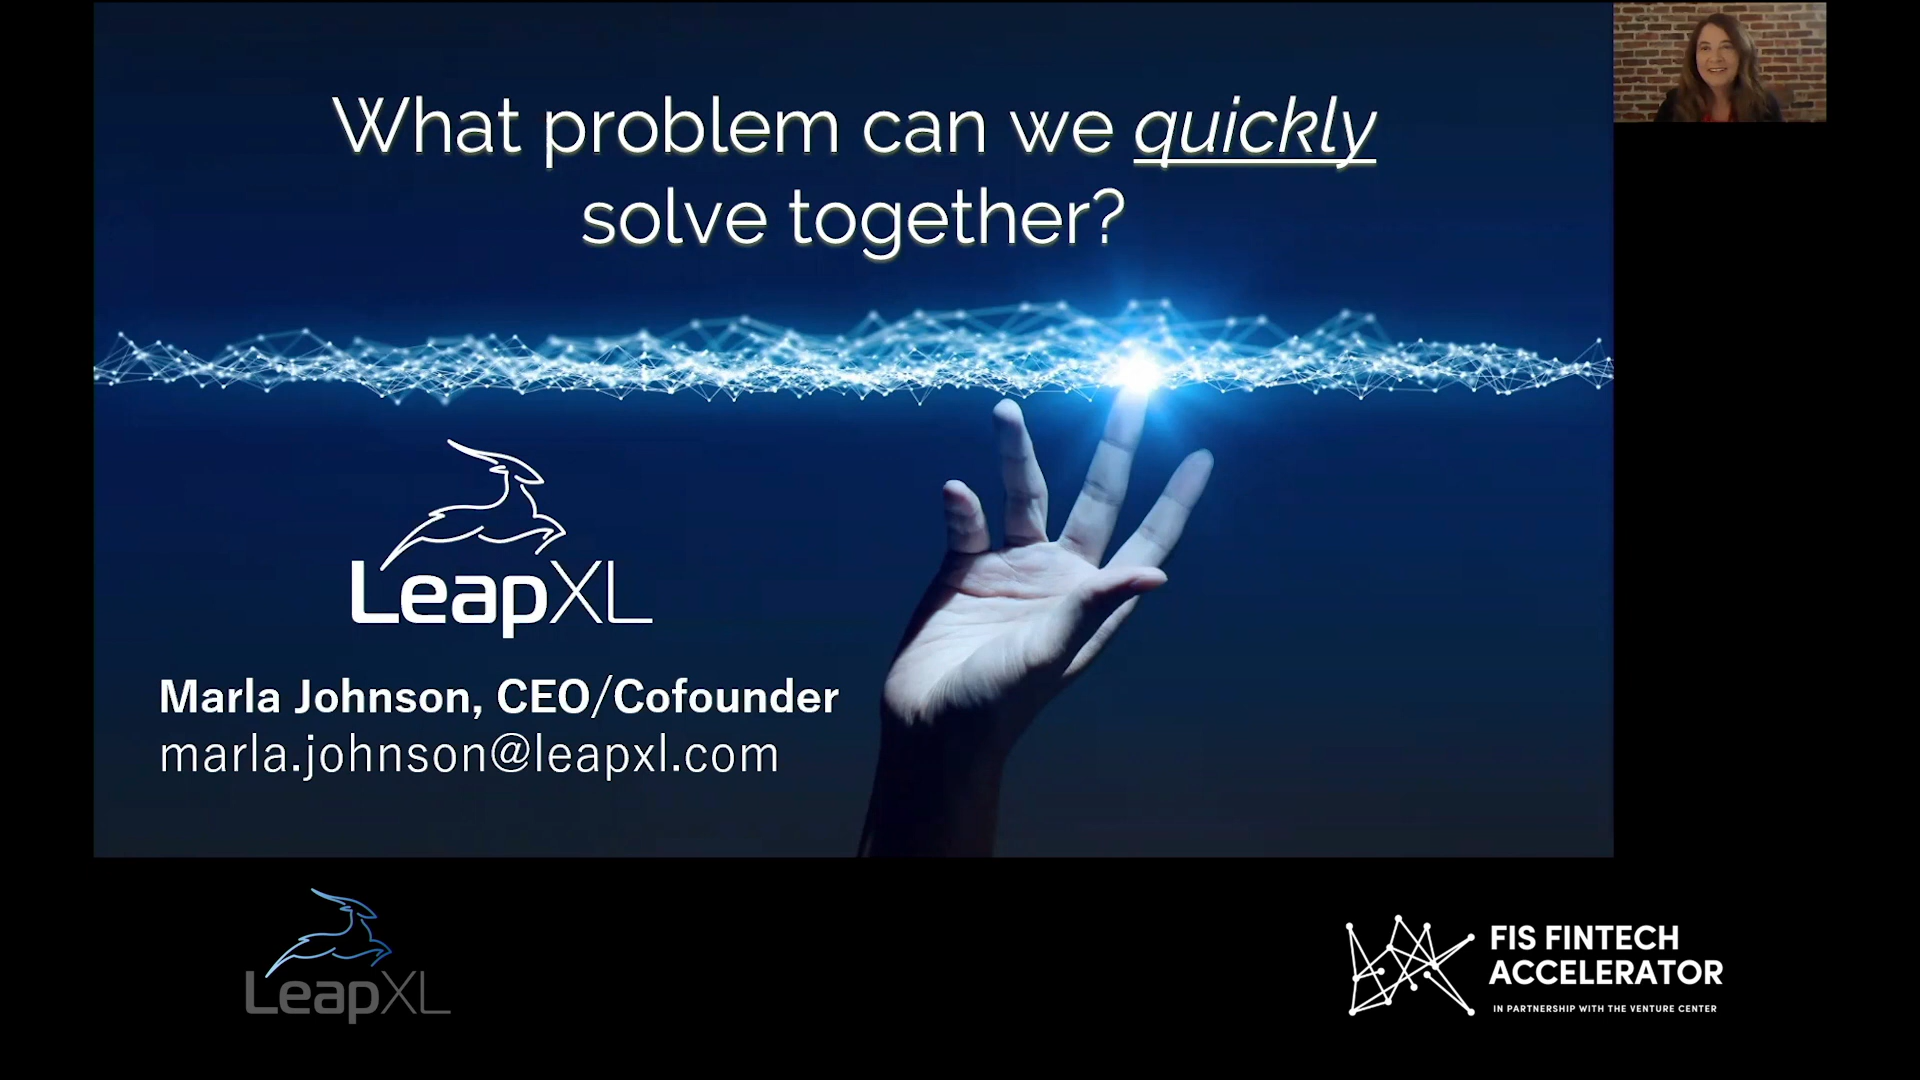 What problem can we quickly
solve together?
LeapXL
Marla Johnson, CEO/Cofounder
marla.johnson@leapxl.com
LeapXL
FIS FINTECH
ACCELERATOR
IN PARTNERSHIP WITH THE VENTURE CENTER